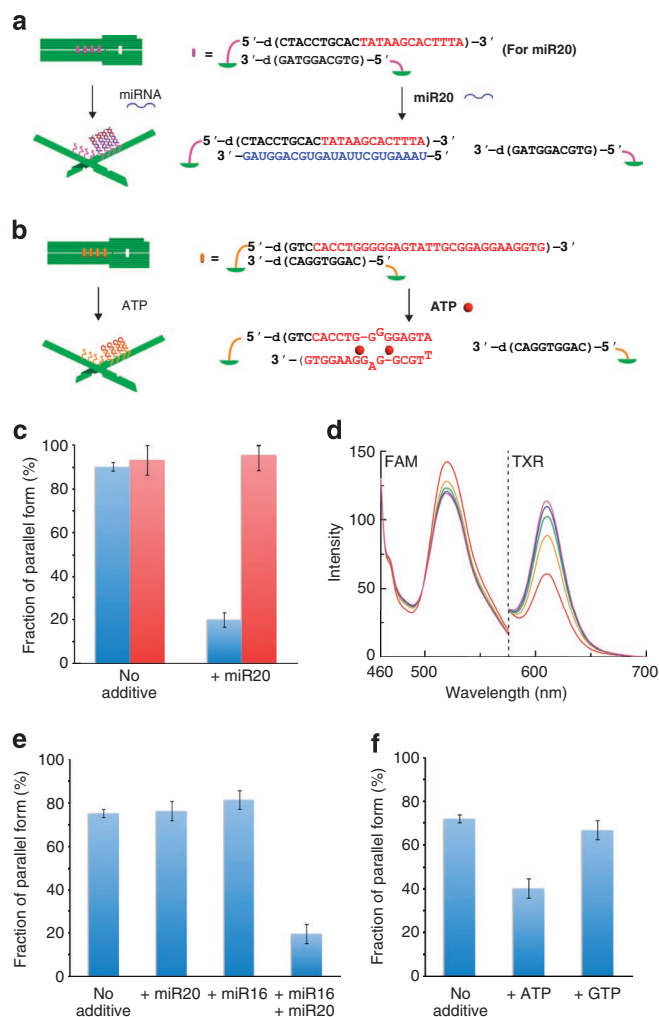 a
5′–d(CTACCTGCACTATAAGCACTTTA)–3′
3′–d(GATGGACGTG)–5′
(For miR20)
=
miRNA
miR20
5′–d(CTACCTGCACTATAAGCACTTTA)–3′
3′–GAUGGACGUGAUAUUCGUGAAAU–5′
3′–d(GATGGACGTG)–5′
b
5′–d(GTCCACCTGGGGGAGTATTGCGGAGGAAGGTG)–3′
3′–d(CAGGTGGAC)–5′
=
ATP
ATP
5′–d(GTCCACCTG–GGGGAGTA
T
3′–(GTGGAAGGAG–GCGTT
3′–d(CAGGTGGAC)–5′
c
Fraction of parallel form (%)
100
80
60
40
20
0
No additive
+ miR20
d
FAM
TXR
Intensity
150
100
50
0
460
500
600
700
Wavelength (nm)
e
Fraction of parallel form (%)
100
80
60
40
20
0
No additive
+ miR20
+ miR16
+ miR16 + miR20
f
Fraction of parallel form (%)
100
80
60
40
20
0
No additive
+ ATP
+ GTP